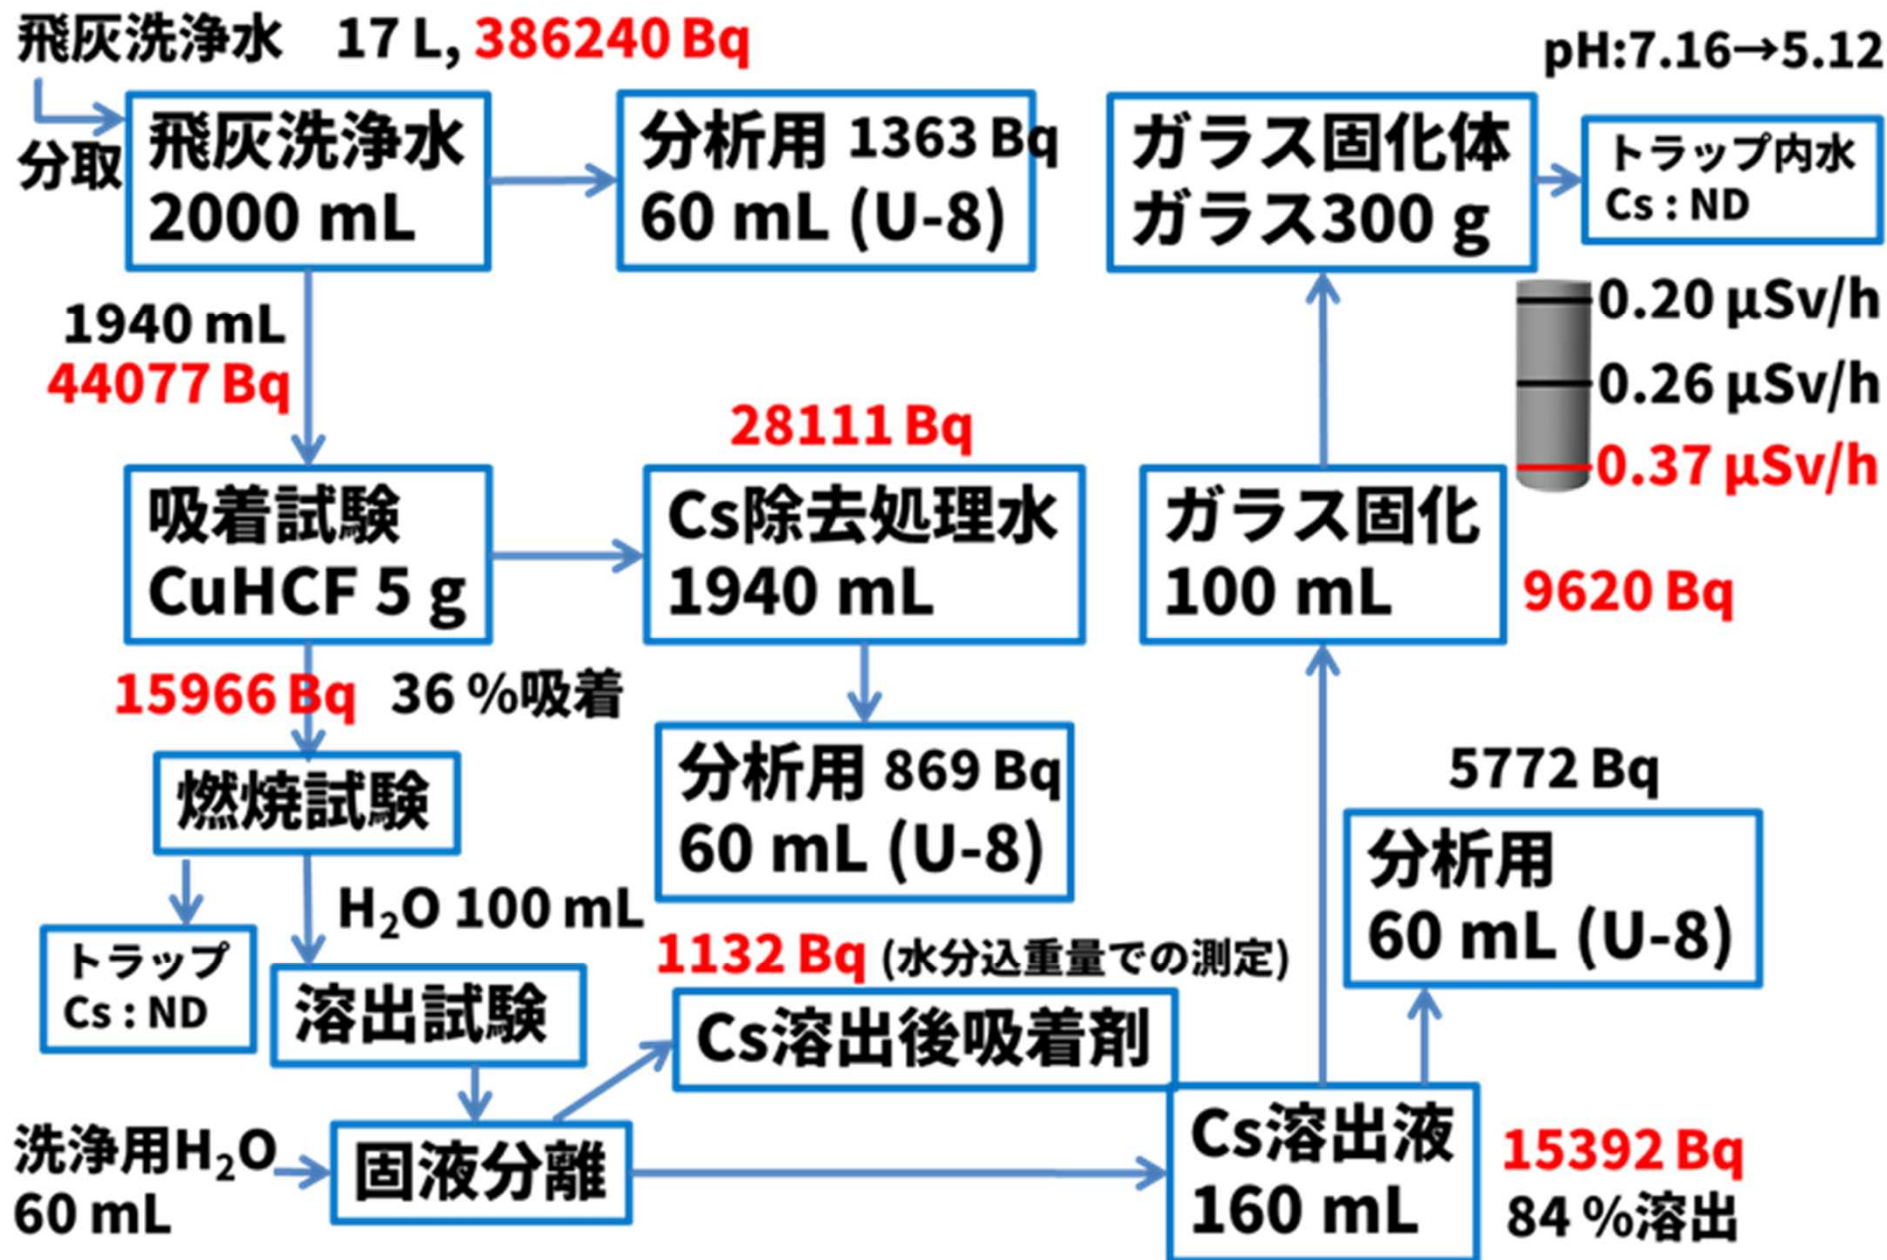 飛灰洗浄水 17 L, 386240 Bq
分取
飛灰洗浄水
2000 mL
分析用 1363 Bq
60 mL (U-8)
ガラス固化体
ガラス300 g
pH:7.16→5.12
トラップ内水
Cs : ND
0.20 μSv/h
0.26 μSv/h
0.37 μSv/h
1940 mL
44077 Bq
吸着試験
CuHCF 5 g
28111 Bq
Cs除去処理水
1940 mL
ガラス固化
100 mL
9620 Bq
15966 Bq 36 %吸着
燃焼試験
分析用 869 Bq
60 mL (U-8)
5772 Bq
分析用
60 mL (U-8)
トラップ
Cs : ND
H₂O 100 mL
溶出試験
1132 Bq (水分込重量での測定)
Cs溶出後吸着剤
洗浄用H₂O
60 mL
固液分離
Cs溶出液
160 mL
15392 Bq
84 %溶出